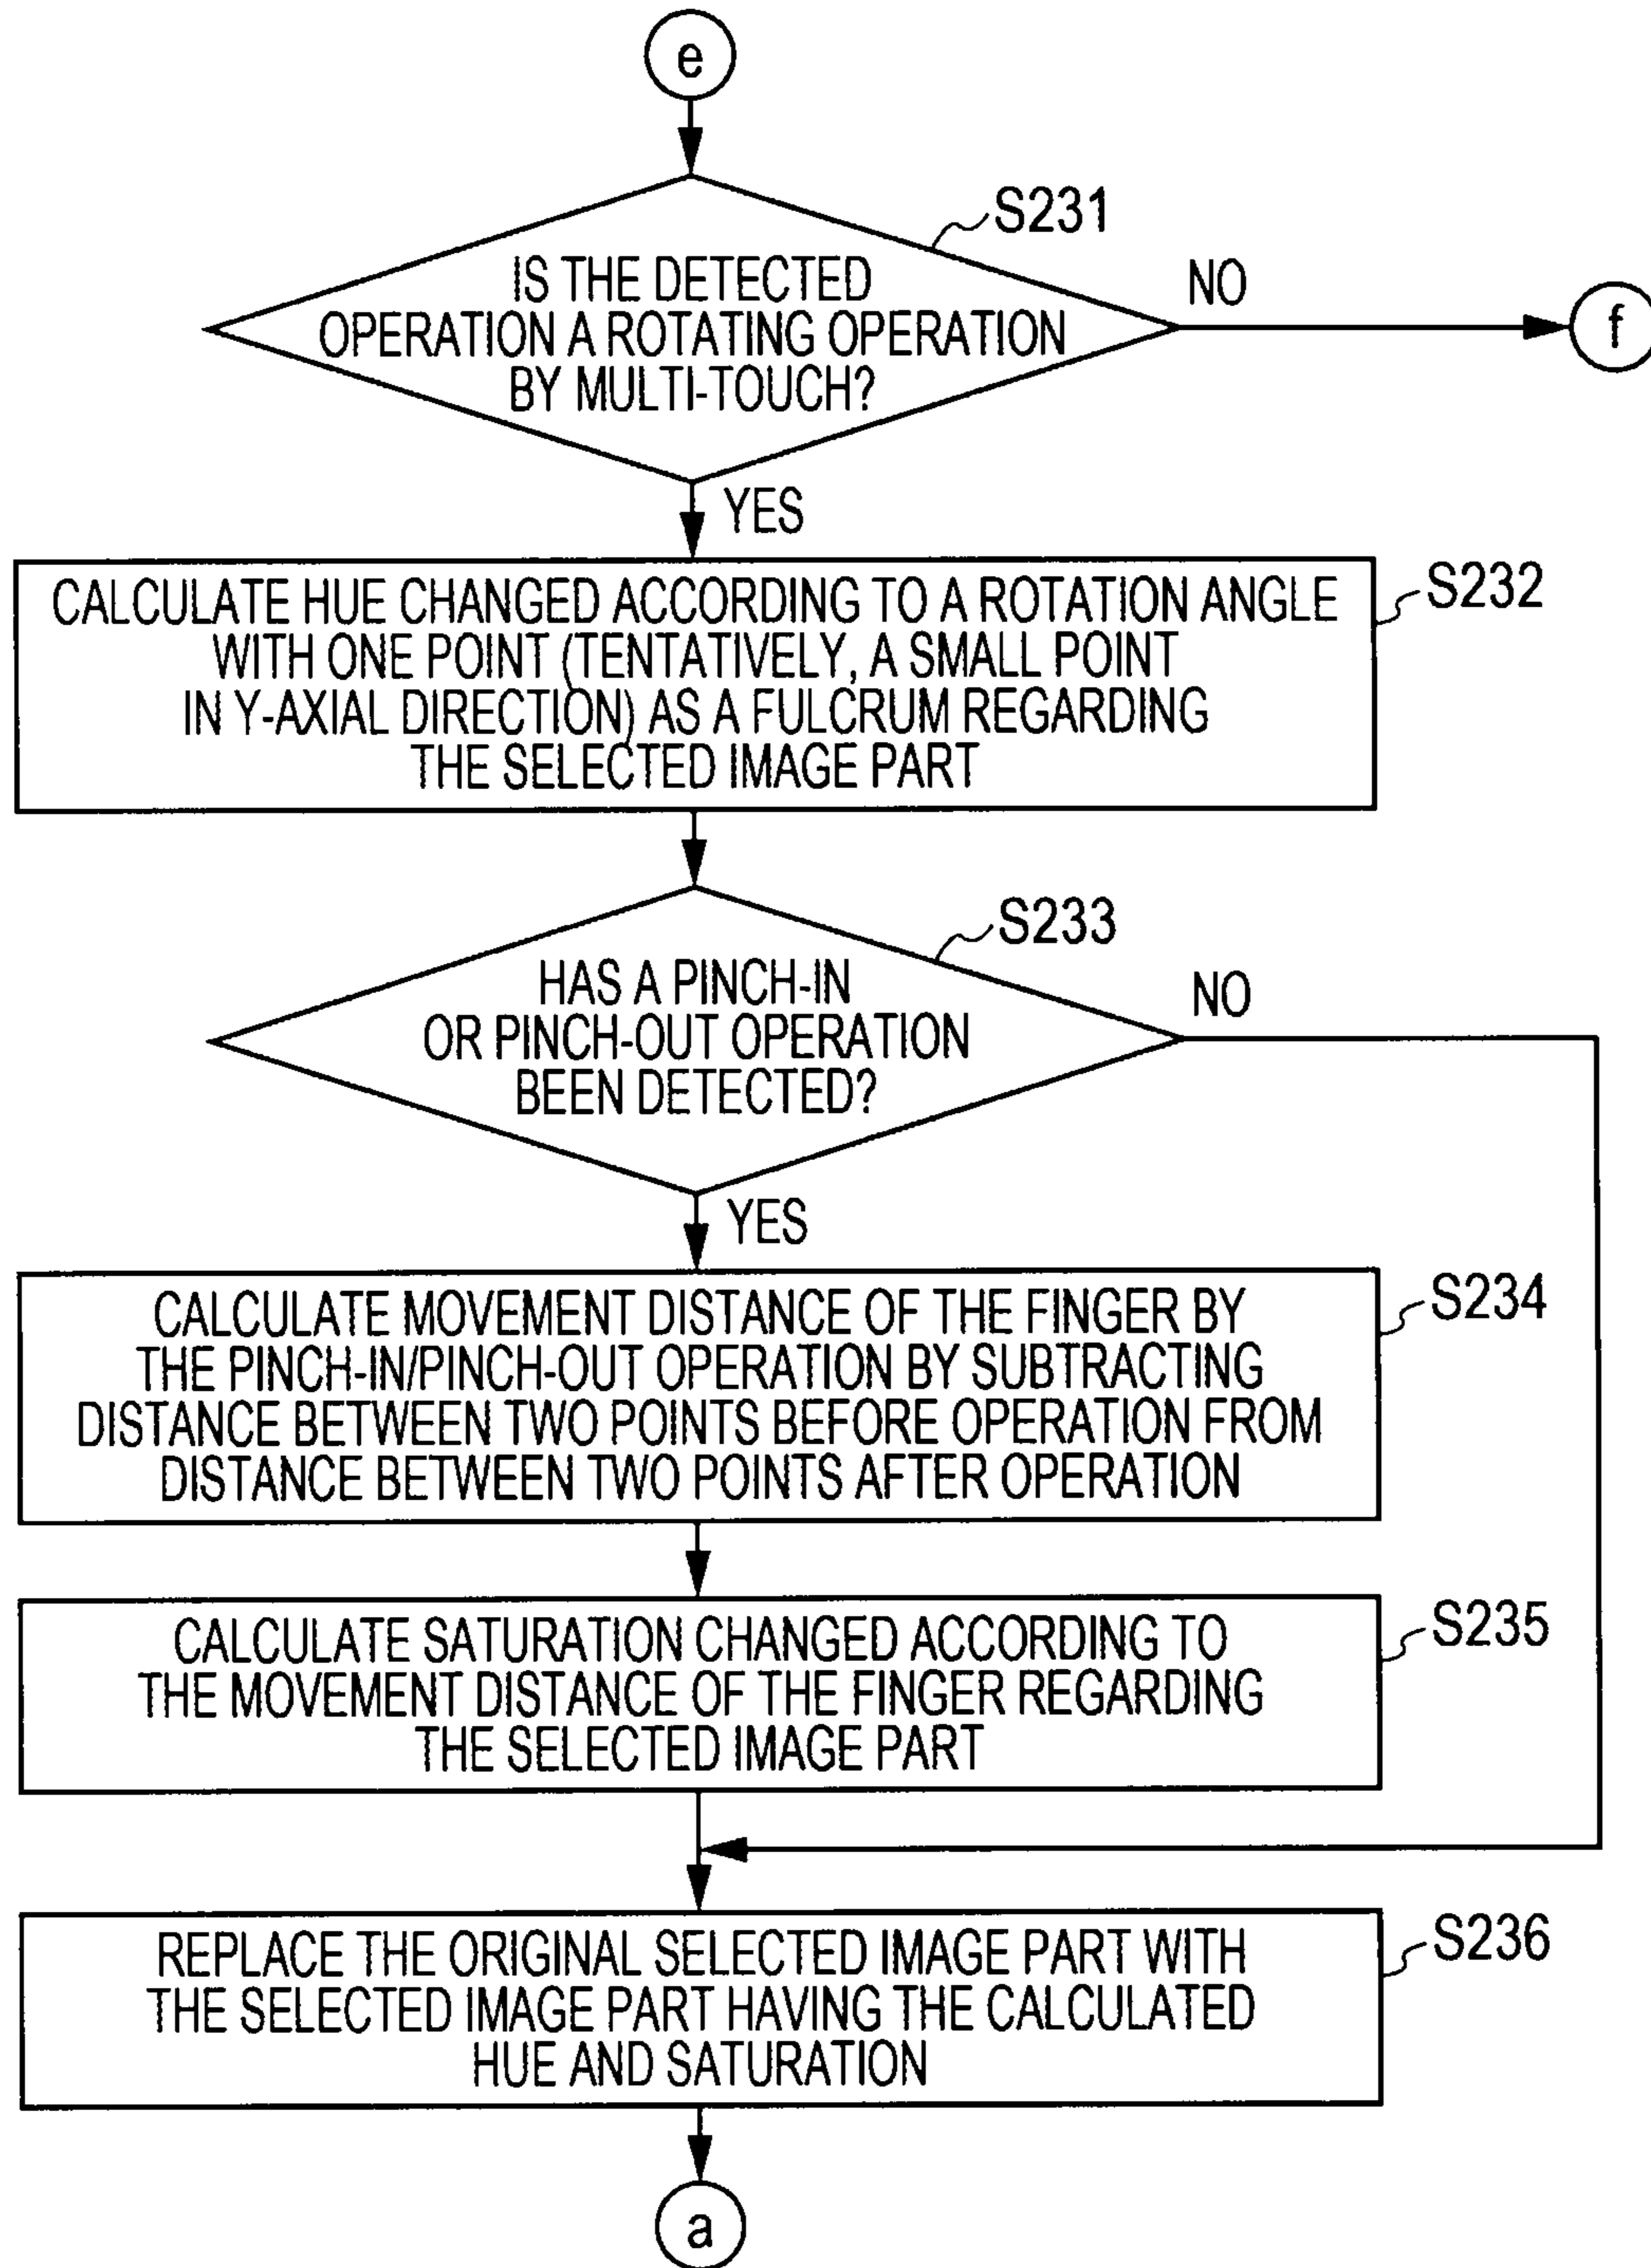 e
S231
IS THE DETECTED
OPERATION A ROTATING OPERATION
BY MULTI-TOUCH?
NO
f
YES
S232
CALCULATE HUE CHANGED ACCORDING TO A ROTATION ANGLE
WITH ONE POINT (TENTATIVELY, A SMALL POINT
IN Y-AXIAL DIRECTION) AS A FULCRUM REGARDING
THE SELECTED IMAGE PART
S233
HAS A PINCH-IN
OR PINCH-OUT OPERATION
BEEN DETECTED?
NO
YES
S234
CALCULATE MOVEMENT DISTANCE OF THE FINGER BY
THE PINCH-IN/PINCH-OUT OPERATION BY SUBTRACTING
DISTANCE BETWEEN TWO POINTS BEFORE OPERATION FROM
DISTANCE BETWEEN TWO POINTS AFTER OPERATION
S235
CALCULATE SATURATION CHANGED ACCORDING TO
THE MOVEMENT DISTANCE OF THE FINGER REGARDING
THE SELECTED IMAGE PART
S236
REPLACE THE ORIGINAL SELECTED IMAGE PART WITH
THE SELECTED IMAGE PART HAVING THE CALCULATED
HUE AND SATURATION
a